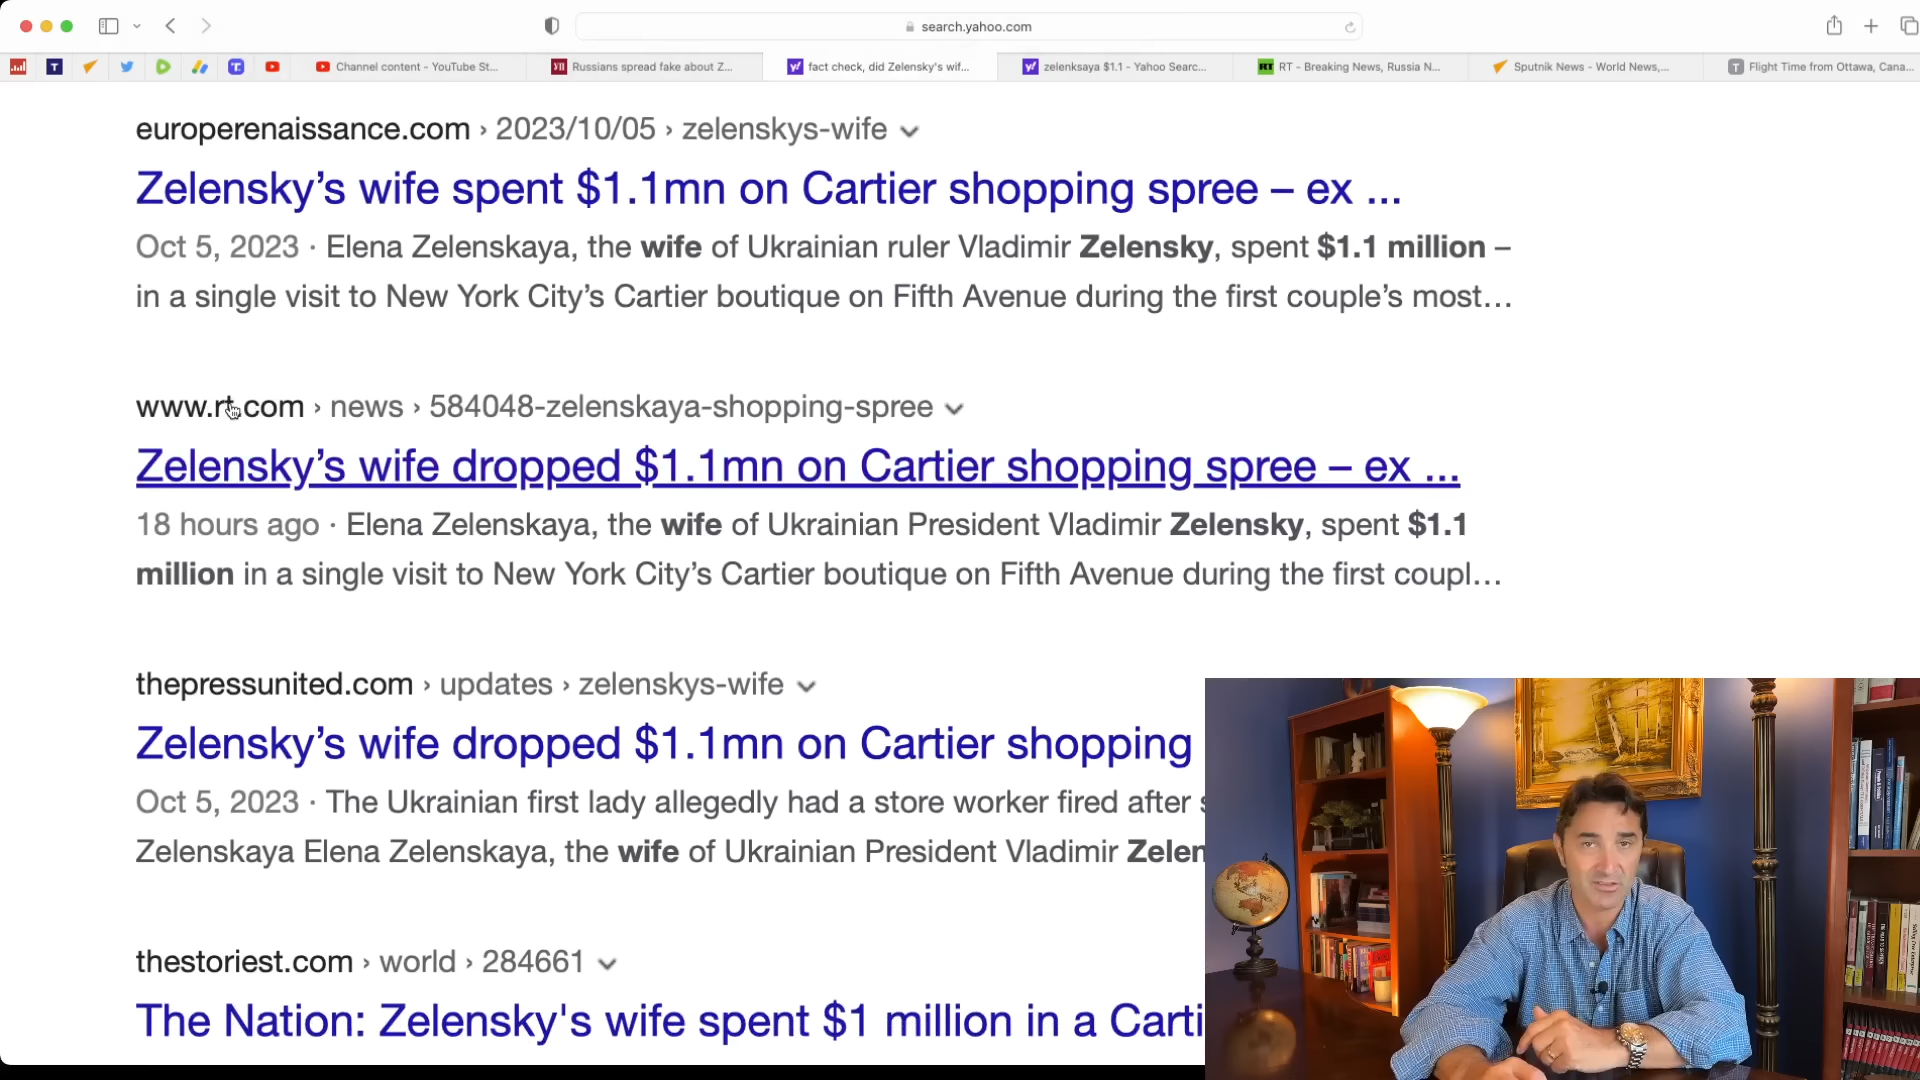 search.yahoo.com
Channel content - YouTube St...
Russians spread fake about Z...
fact check, did Zelensky's wif...
zelenksaya $1.1 - Yahoo Searc...
RT - Breaking News, Russia N...
Sputnik News - World News,...
Flight Time from Ottawa, Cana...
europerenaissance.com › 2023/10/05 › zelenskys-wife
Zelensky’s wife spent $1.1mn on Cartier shopping spree – ex ...
Oct 5, 2023 · Elena Zelenskaya, the wife of Ukrainian ruler Vladimir Zelensky, spent $1.1 million –
in a single visit to New York City’s Cartier boutique on Fifth Avenue during the first couple’s most...
www.rt.com › news › 584048-zelenskaya-shopping-spree
Zelensky’s wife dropped $1.1mn on Cartier shopping spree – ex ...
18 hours ago · Elena Zelenskaya, the wife of Ukrainian President Vladimir Zelensky, spent $1.1
million in a single visit to New York City’s Cartier boutique on Fifth Avenue during the first coupl...
thepressunited.com › updates › zelenskys-wife
Zelensky’s wife dropped $1.1mn on Cartier shopping
Oct 5, 2023 · The Ukrainian first lady allegedly had a store worker fired after s
Zelenskaya Elena Zelenskaya, the wife of Ukrainian President Vladimir Zelen
thestoriest.com › world › 284661
The Nation: Zelensky's wife spent $1 million in a Carti